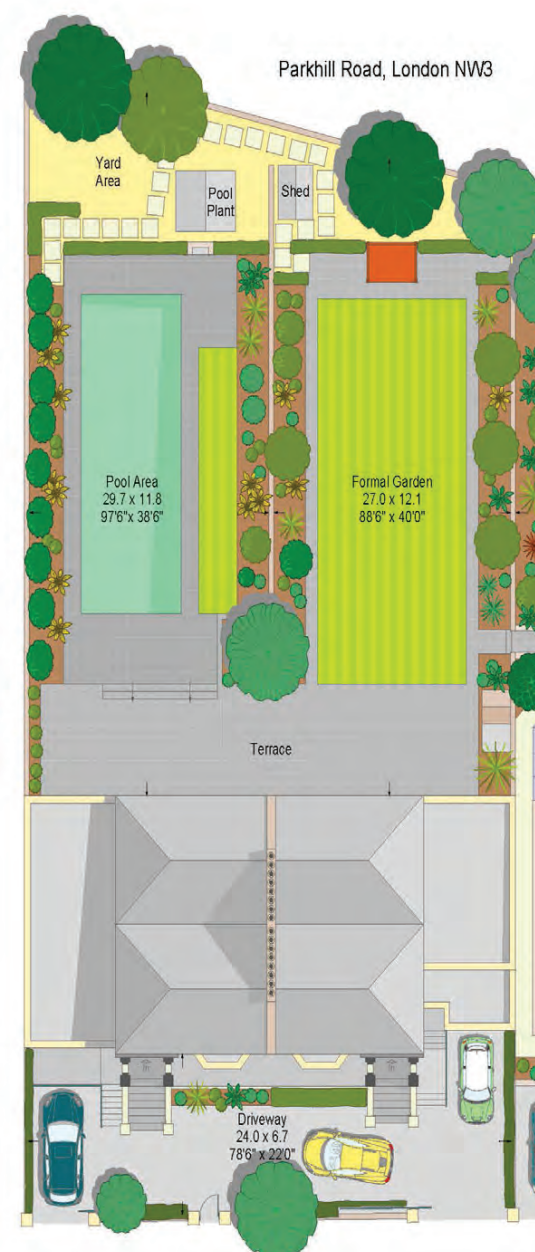 Parkhill Road, London NW3
Yard
Area
Pool
Plant
Shed
Pool Area
29.7 x 11.8
97'6" x 38'6"
Formal Garden
27.0 x 12.1
88'6" x 40'0"
Terrace
Driveway
24.0 x 6.7
78'6" x 22'0"